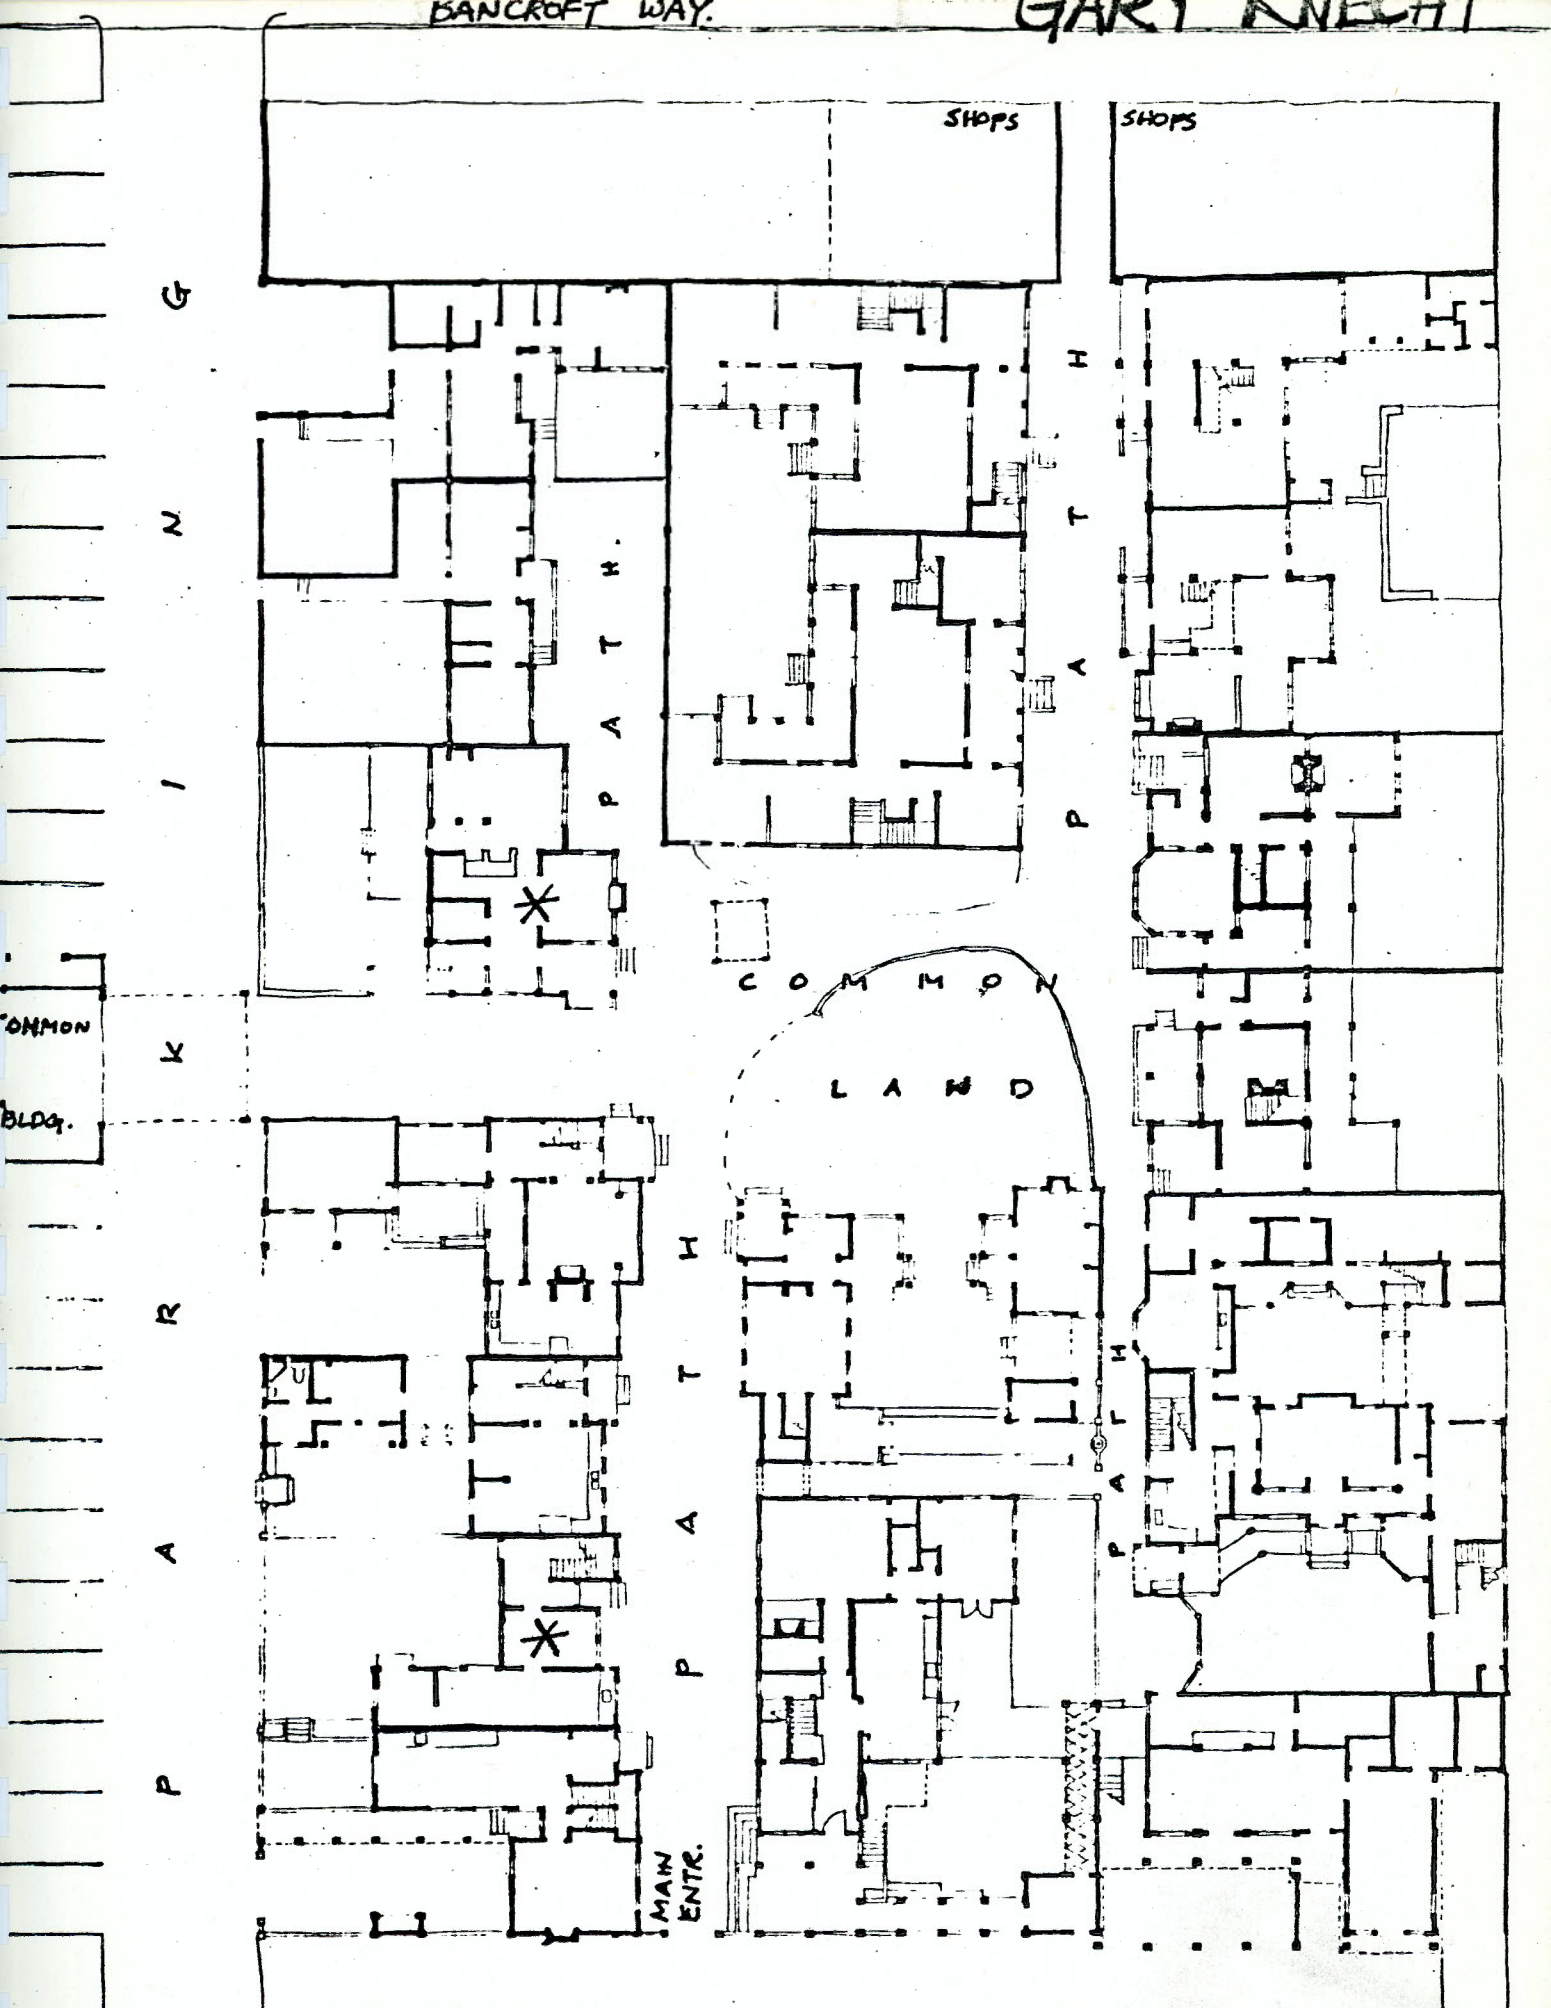 BANCROFT WAY.
GARY KNECHT
SHOPS
SHOPS
PARKING
PATH.
PATH
COMMON
LAND
COMMON
BLDG.
PATH
PATH
MAIN
ENTR.